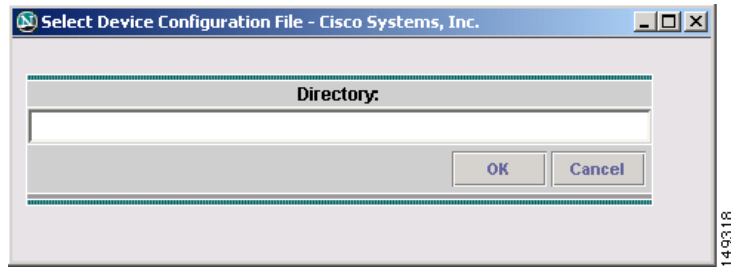 Select Device Configuration File - Cisco Systems, Inc.
Directory:
OK Cancel
149318